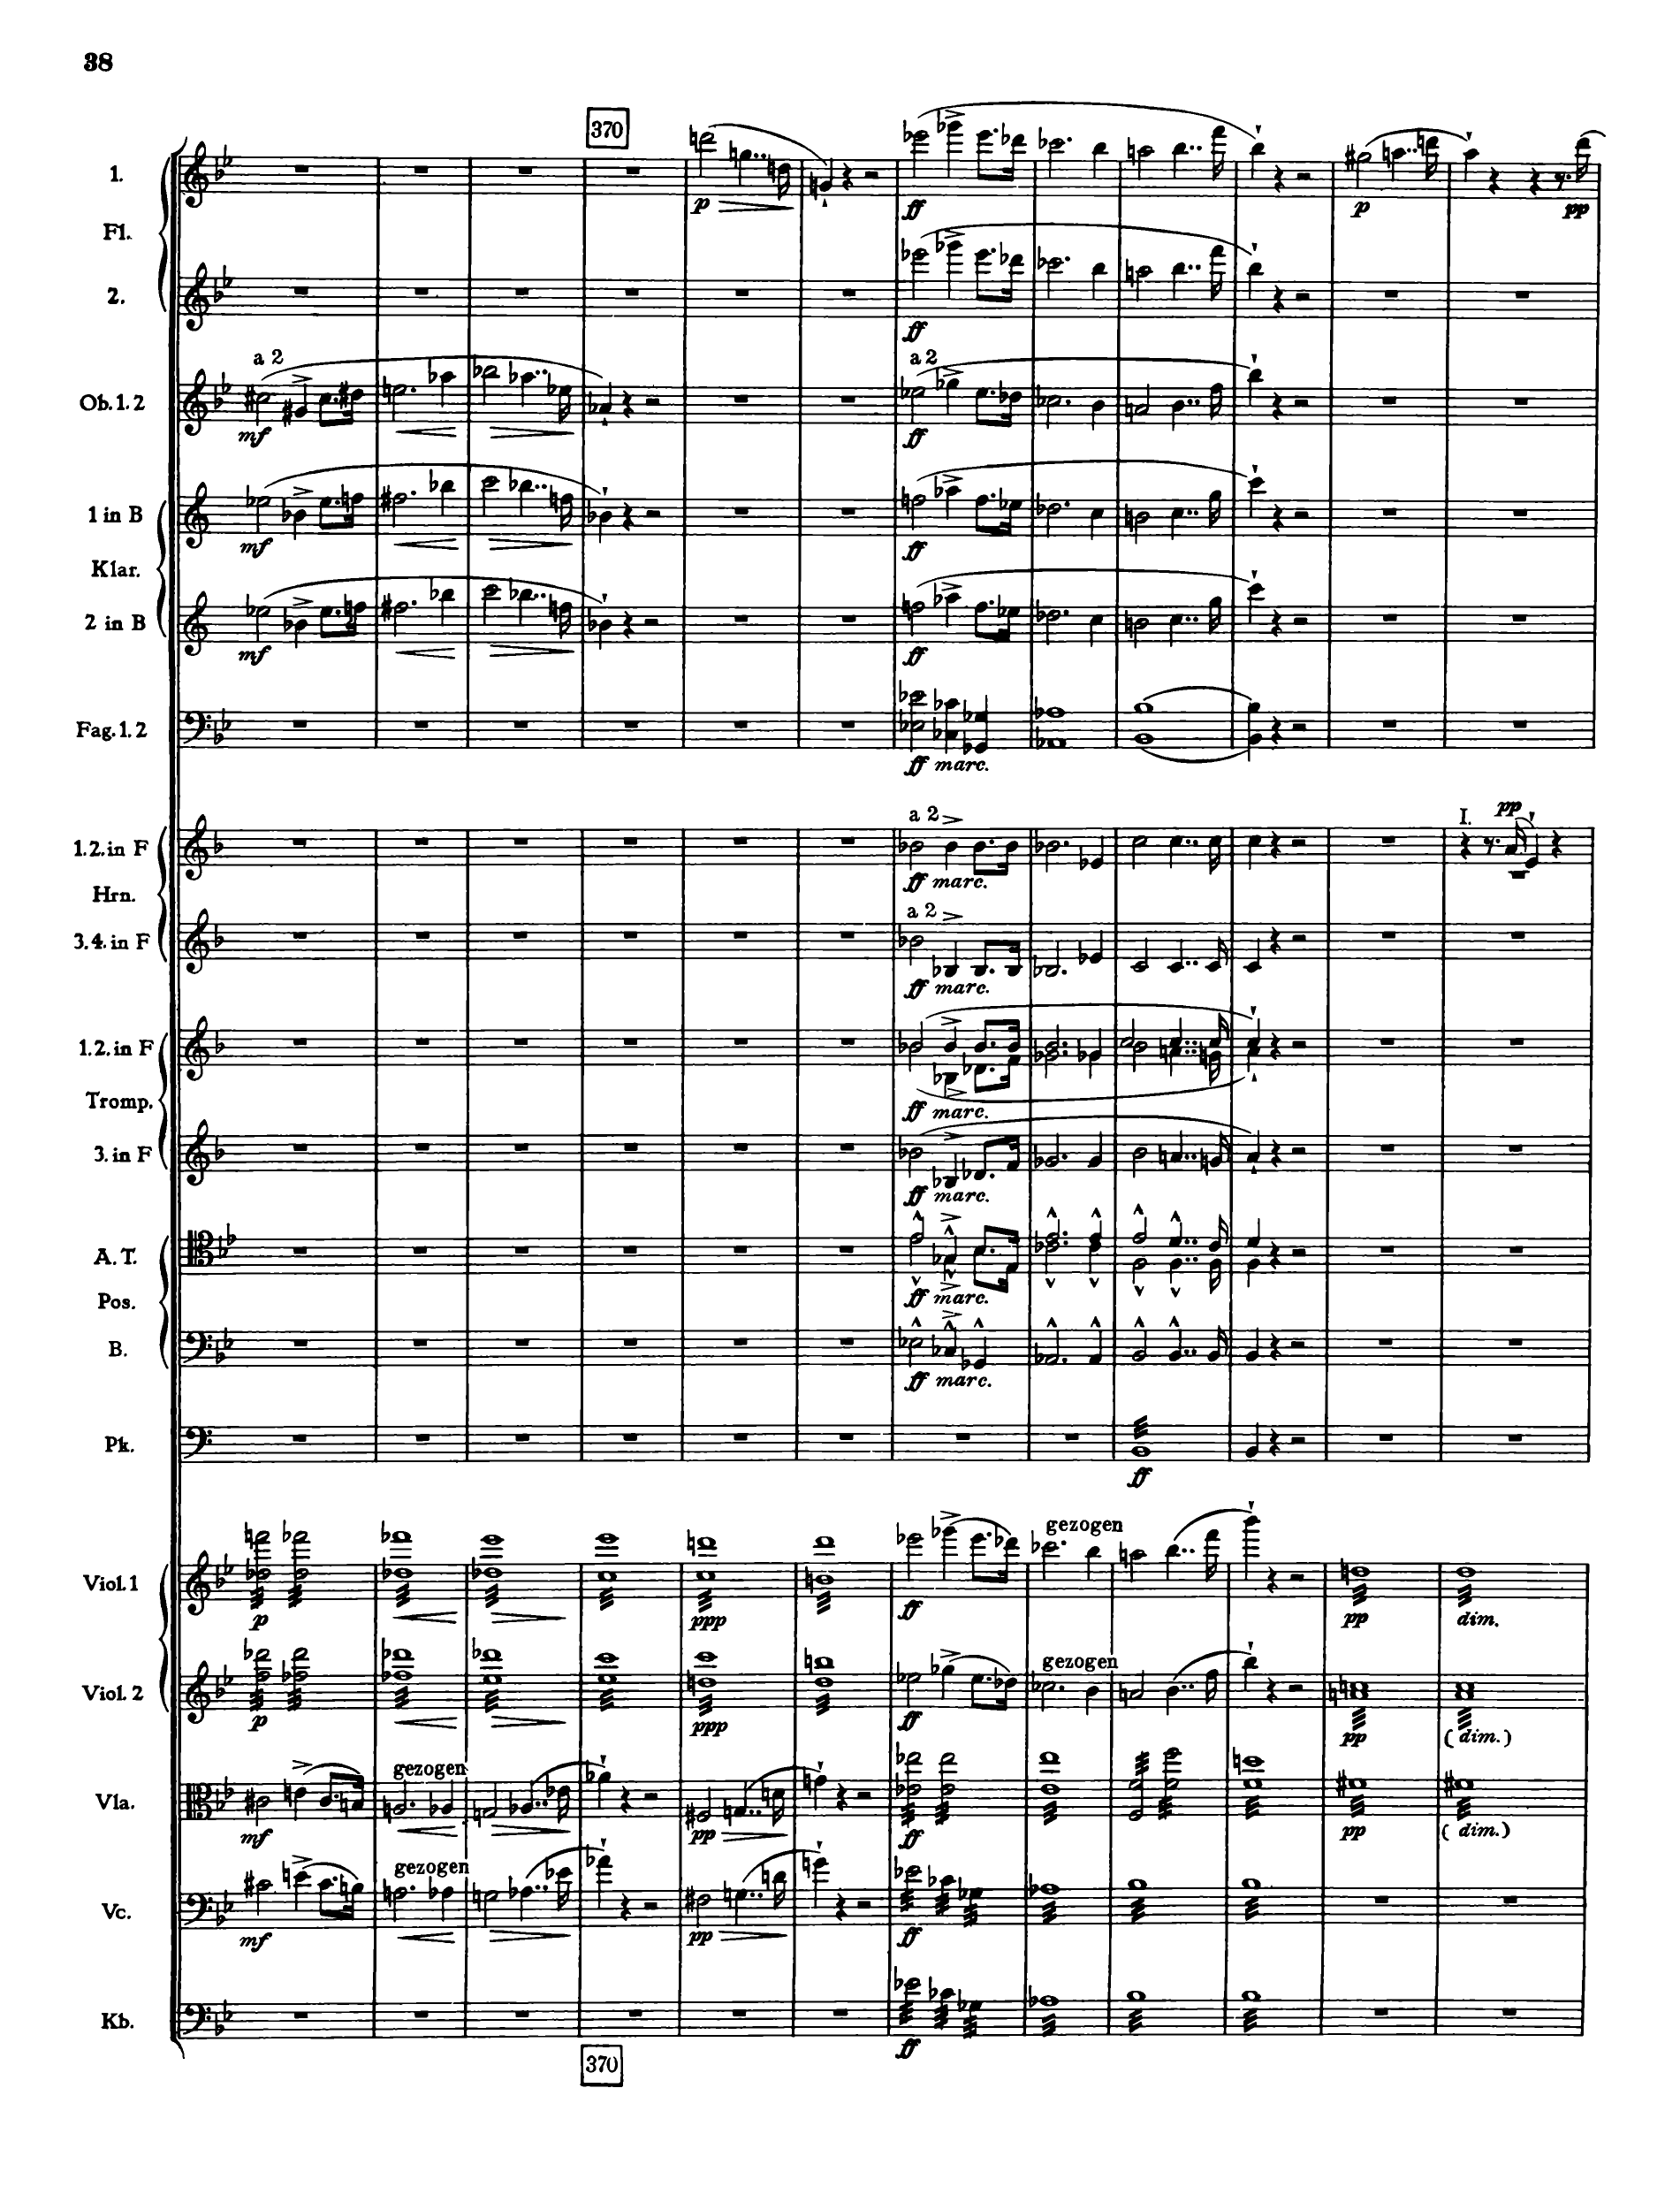 38
370
1.
p
ff
p
pp
Fl.
2.
ff
a 2
a 2
Ob. 1. 2
mf
ff
1 in B
mf
ff
Klar.
2 in B
mf
ff
Fag. 1. 2
ff marc.
pp
a 2
I.
1. 2. in F
ff marc.
Hrn.
a 2
3. 4. in F
ff marc.
1. 2. in F
ff marc.
Tromp.
3. in F
ff marc.
A. T.
ff marc.
Pos.
B.
ff marc.
Pk.
ff
gezogen
Viol. 1
p
ppp
ff
pp
dim.
gezogen
Viol. 2
p
ppp
ff
pp
( dim. )
gezogen
Vla.
mf
pp
ff
pp
( dim. )
gezogen
Vc.
mf
pp
ff
Kb.
ff
370